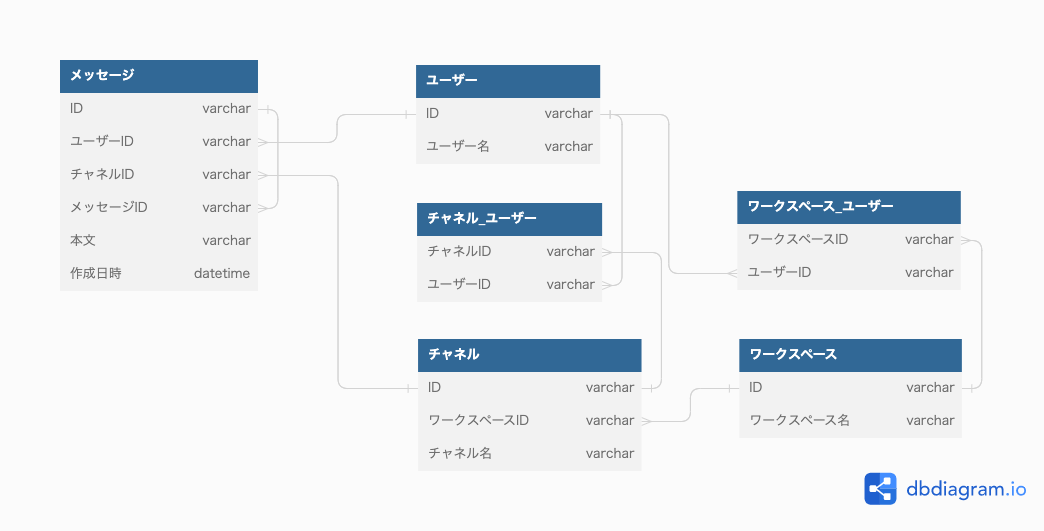 メッセージ
ID varchar
ユーザーID varchar
チャネルID varchar
メッセージID varchar
本文 varchar
作成日時 datetime
ユーザー
ID varchar
ユーザー名 varchar
チャネル_ユーザー
チャネルID varchar
ユーザーID varchar
チャネル
ID varchar
ワークスペースID varchar
チャネル名 varchar
ワークスペース_ユーザー
ワークスペースID varchar
ユーザーID varchar
ワークスペース
ID varchar
ワークスペース名 varchar
dbdiagram.io